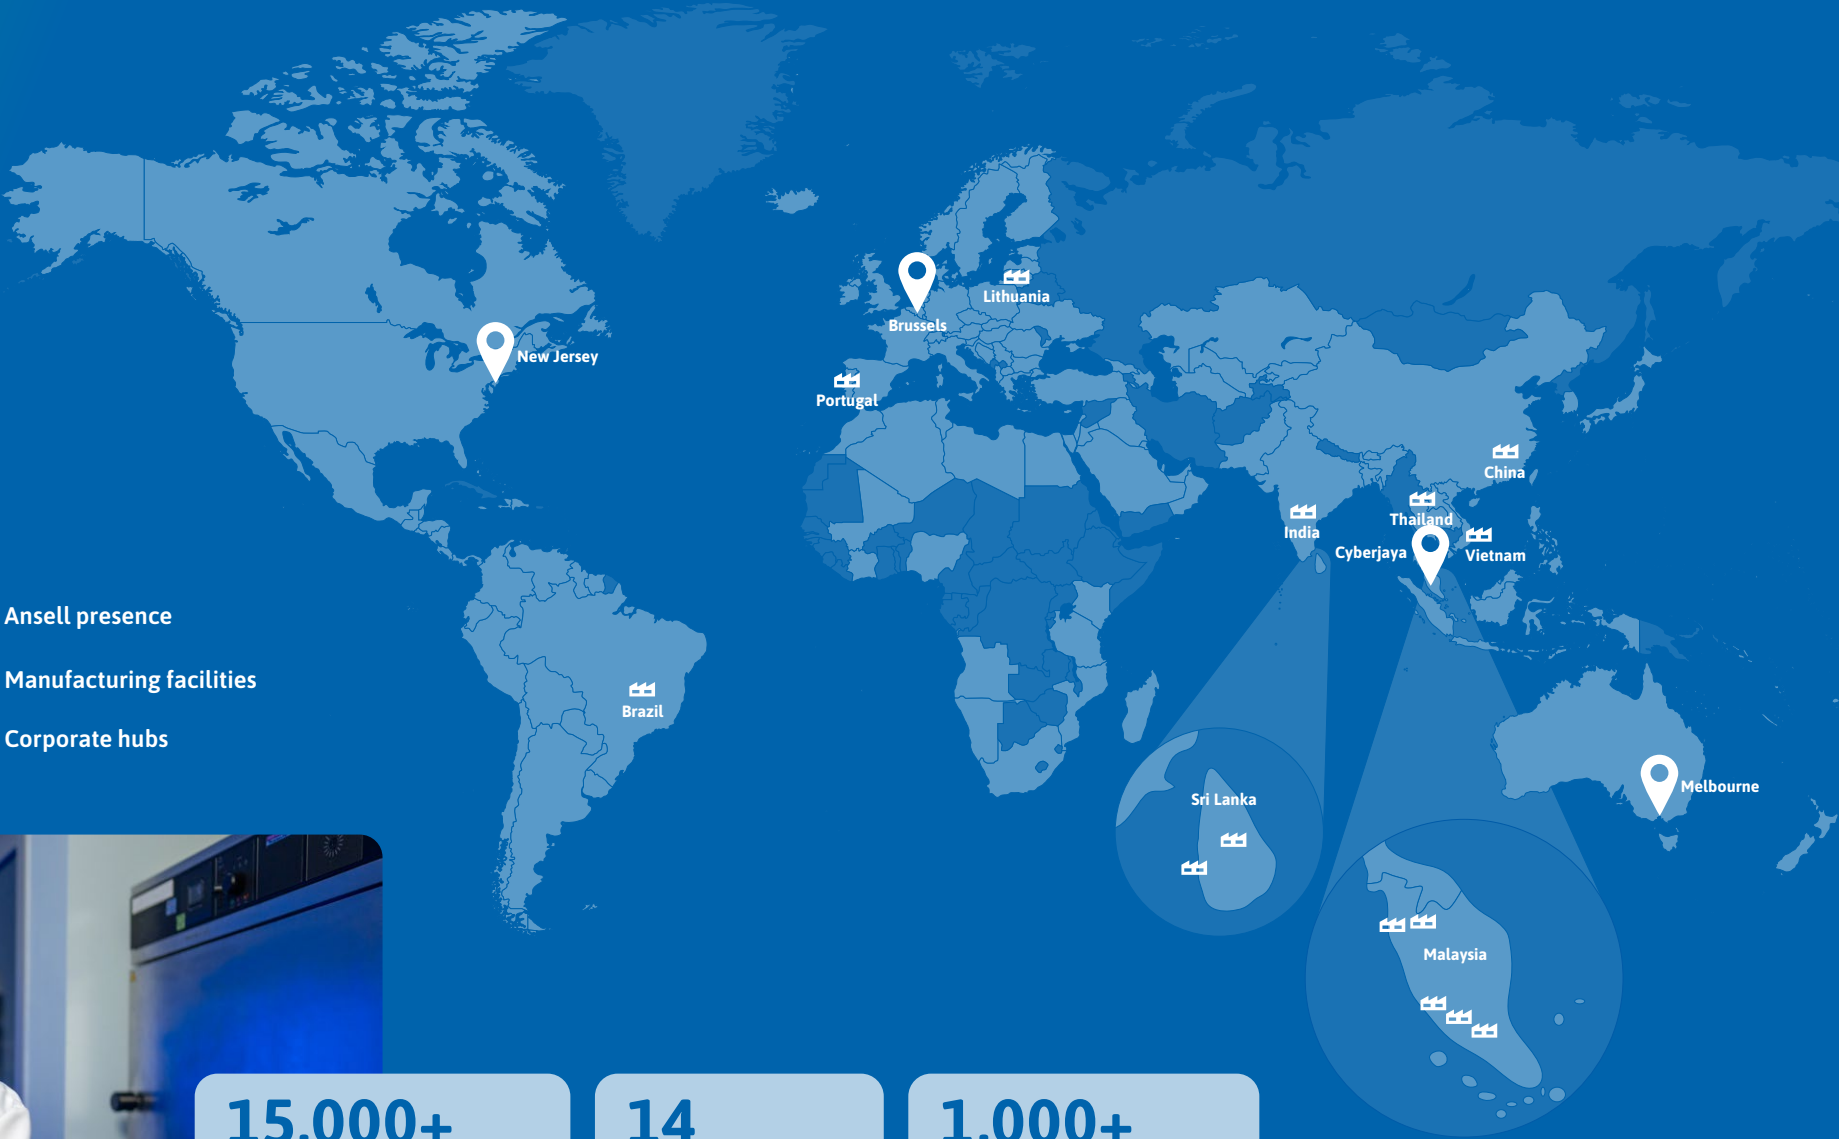 Lithuania
Brussels
New Jersey
Portugal
China
Thailand
India
Cyberjaya
Vietnam
Ansell presence
Manufacturing facilities
Corporate hubs
Brazil
Melbourne
Sri Lanka
Malaysia
15,000+
14
1,000+